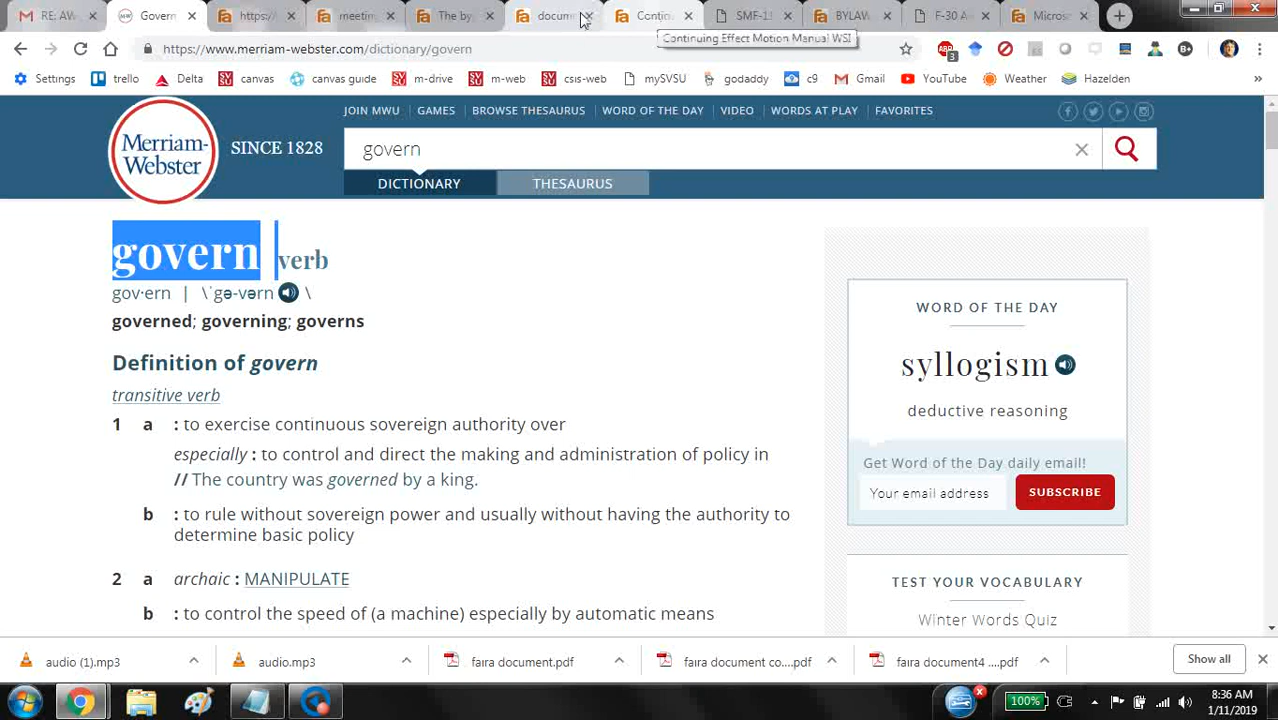 RE: AW
Govern
https:/
meetin
The by
docum
Contin
SMF-1
BYLAW
F-30 A
Micros
https://www.merriam-webster.com/dictionary/govern
Continuing Effect Motion Manual WSI
Settings
trello
Delta
canvas
canvas guide
m-drive
m-web
csis-web
mySVSU
godaddy
c9
Gmail
YouTube
Weather
Hazelden
»
Merriam-
Webster
SINCE 1828
JOIN MWU
GAMES
BROWSE THESAURUS
WORD OF THE DAY
VIDEO
WORDS AT PLAY
FAVORITES
govern
DICTIONARY
THESAURUS
govern verb
gov·ern | \ ˈgə-vərn \
governed; governing; governs
Definition of govern
transitive verb
1 a : to exercise continuous sovereign authority over
especially : to control and direct the making and administration of policy in
// The country was governed by a king.
b : to rule without sovereign power and usually without having the authority to
determine basic policy
2 a archaic : MANIPULATE
b : to control the speed of (a machine) especially by automatic means
WORD OF THE DAY
syllogism
deductive reasoning
Get Word of the Day daily email!
Your email address
SUBSCRIBE
TEST YOUR VOCABULARY
Winter Words Quiz
audio (1).mp3
audio.mp3
faira document.pdf
faira document co....pdf
faira document4 ....pdf
Show all
100%
8:36 AM
1/11/2019